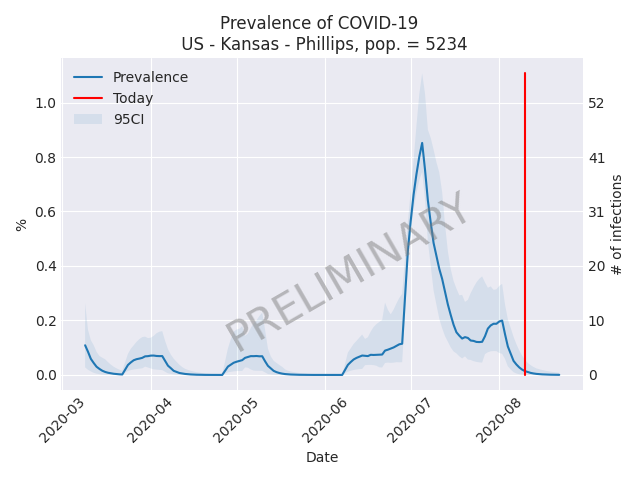 Prevalence of COVID-19
US - Kansas - Phillips, pop. = 5234
Prevalence
Today
95CI
1.0
0.8
0.6
0.4
0.2
0.0
%
52
41
31
20
10
0
# of infections
PRELIMINARY
2020-03
2020-04
2020-05
2020-06
2020-07
2020-08
Date